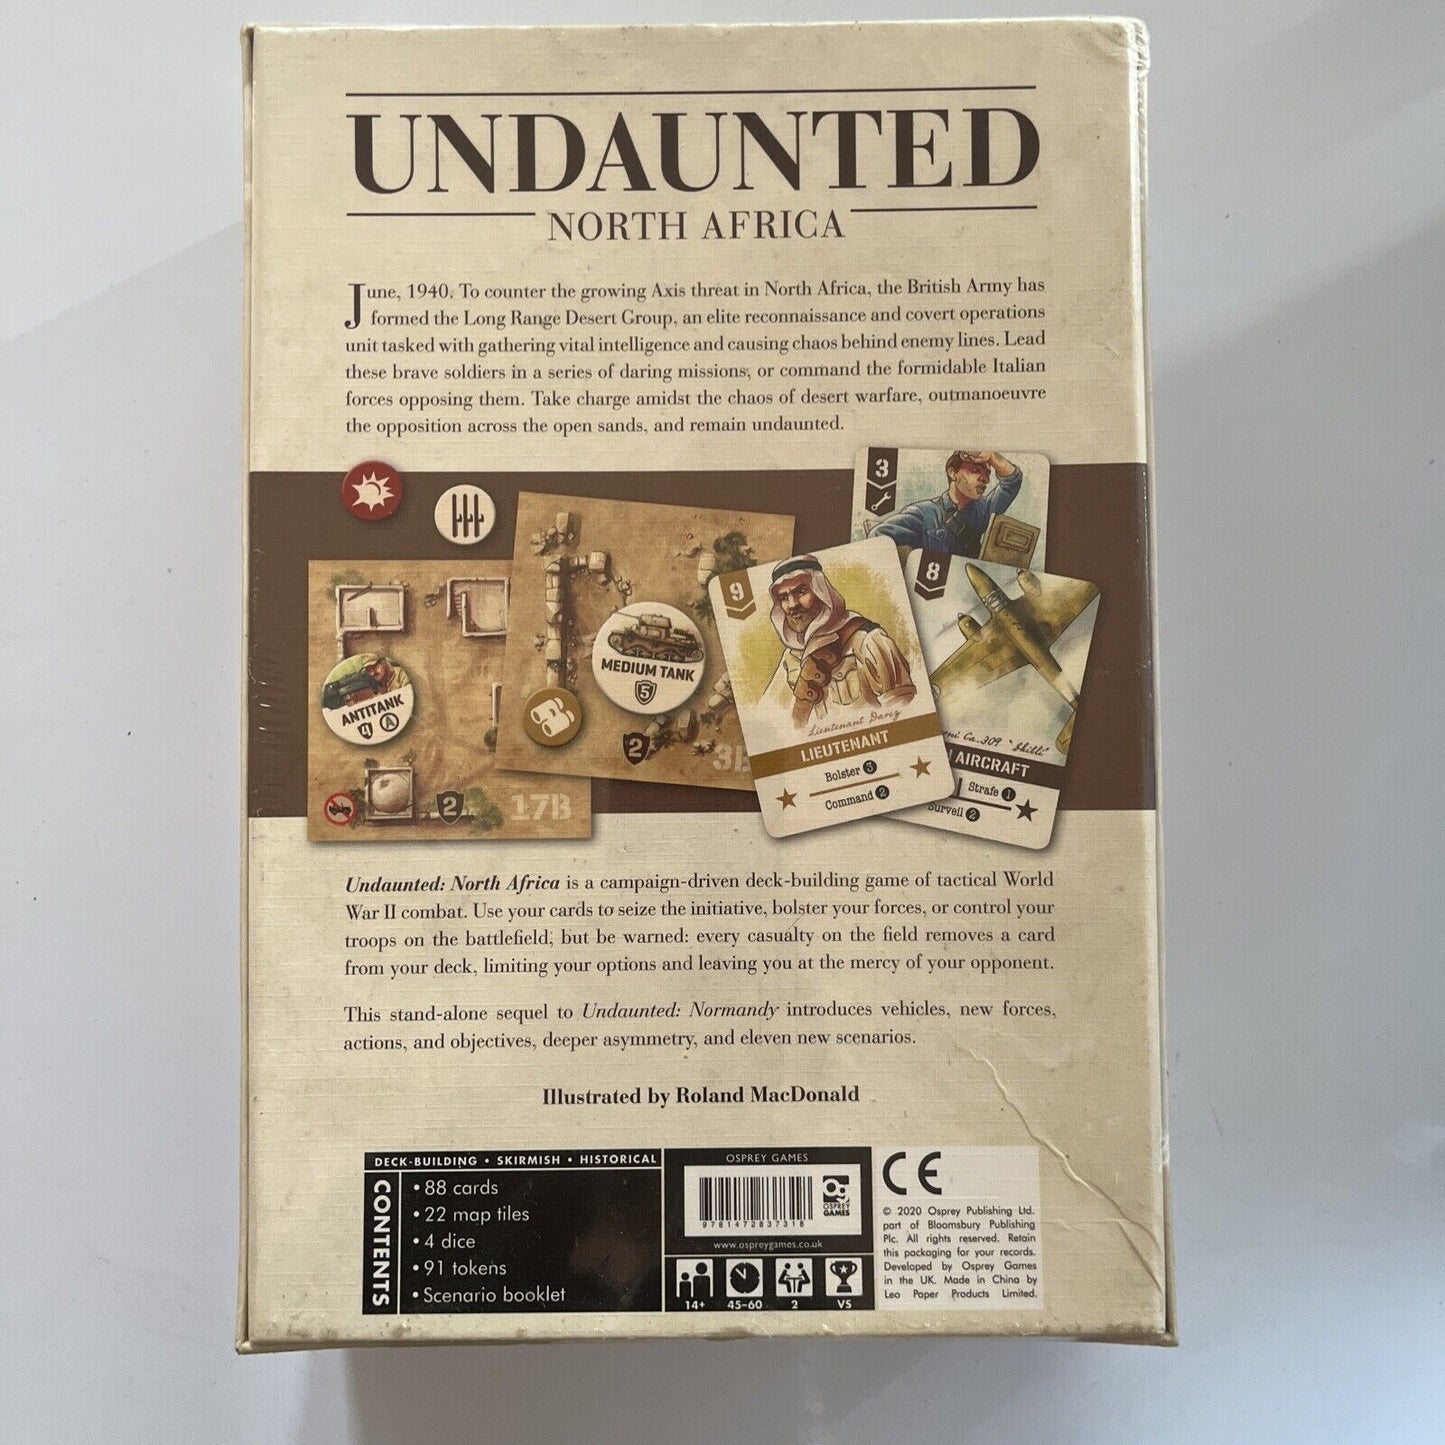 UNDAUNTED
NORTH AFRICA
June, 1940. To counter the growing Axis threat in North Africa, the British Army has
formed the Long Range Desert Group, an elite reconnaissance and covert operations
unit tasked with gathering vital intelligence and causing chaos behind enemy lines. Lead
these brave soldiers in a series of daring missions, or command the formidable Italian
forces opposing them. Take charge amidst the chaos of desert warfare, outmanoeuvre
the opposition across the open sands, and remain undaunted.
3
8
9
MEDIUM TANK
5
ANTITANK
4 A
2
3B
2
17B
Lieutenant Dariz
LIEUTENANT
Bolster 3
Command 2
Ca.309 "Ghilli"
AIRCRAFT
Strafe 1
Surveil 2
Undaunted: North Africa is a campaign-driven deck-building game of tactical World
War II combat. Use your cards to seize the initiative, bolster your forces, or control your
troops on the battlefield; but be warned: every casualty on the field removes a card
from your deck, limiting your options and leaving you at the mercy of your opponent.
This stand-alone sequel to Undaunted: Normandy introduces vehicles, new forces,
actions, and objectives, deeper asymmetry, and eleven new scenarios.
Illustrated by Roland MacDonald
DECK-BUILDING • SKIRMISH • HISTORICAL
CONTENTS
• 88 cards
• 22 map tiles
• 4 dice
• 91 tokens
• Scenario booklet
OSPREY GAMES
9781472837318
og
OSPREY
GAMES
www.ospreygames.co.uk
14+ 45-60 2 VS
CE
© 2020 Osprey Publishing Ltd.
part of Bloomsbury Publishing
Plc. All rights reserved. Retain
this packaging for your records.
Developed by Osprey Games
in the UK. Made in China by
Leo Paper Products Limited.